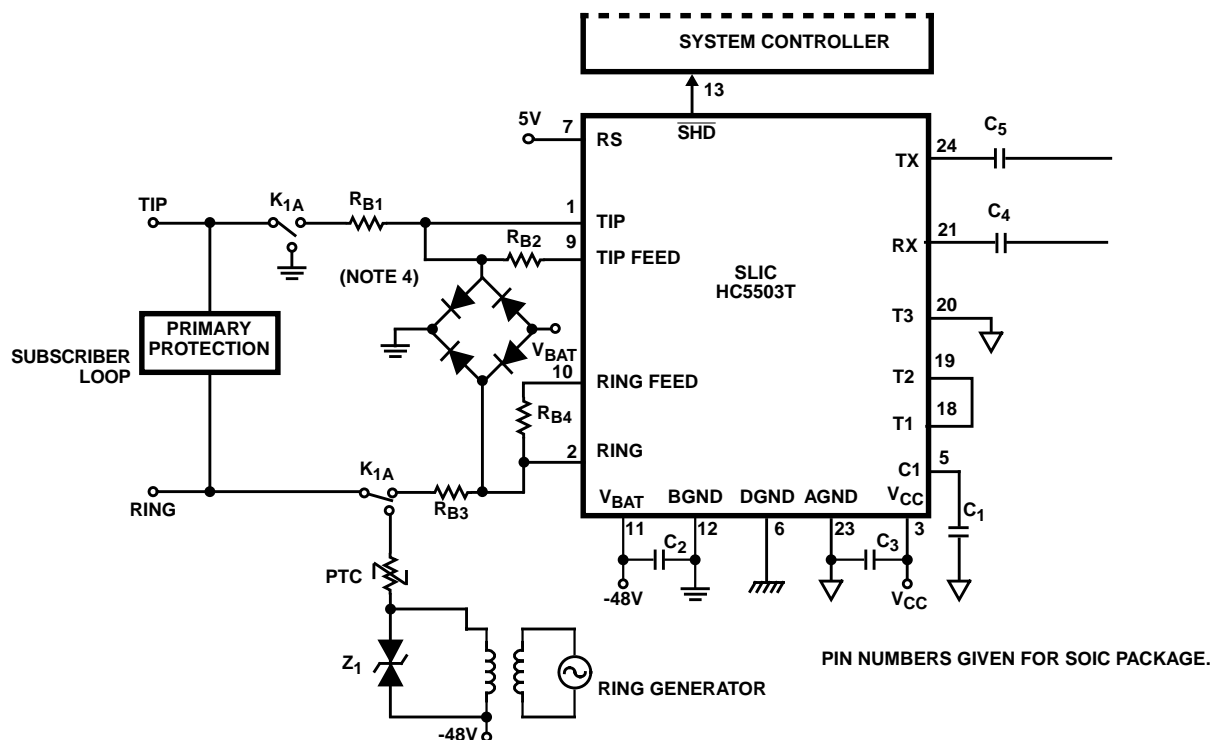 SYSTEM CONTROLLER
13
5V
7
RS
SHD
C5
24
TX
TIP
K1A
RB1
1
TIP
C4
21
RX
RB2
9
TIP FEED
(NOTE 4)
SLIC
HC5503T
20
T3
PRIMARY
PROTECTION
SUBSCRIBER
LOOP
VBAT
10
RING FEED
19
T2
RB4
18
T1
2
RING
5
C1
K1A
RING
RB3
VBAT
BGND
DGND
AGND
VCC
C1
11
C2
12
6
23
C3
3
PTC
-48V
VCC
Z1
RING GENERATOR
PIN NUMBERS GIVEN FOR SOIC PACKAGE.
-48V